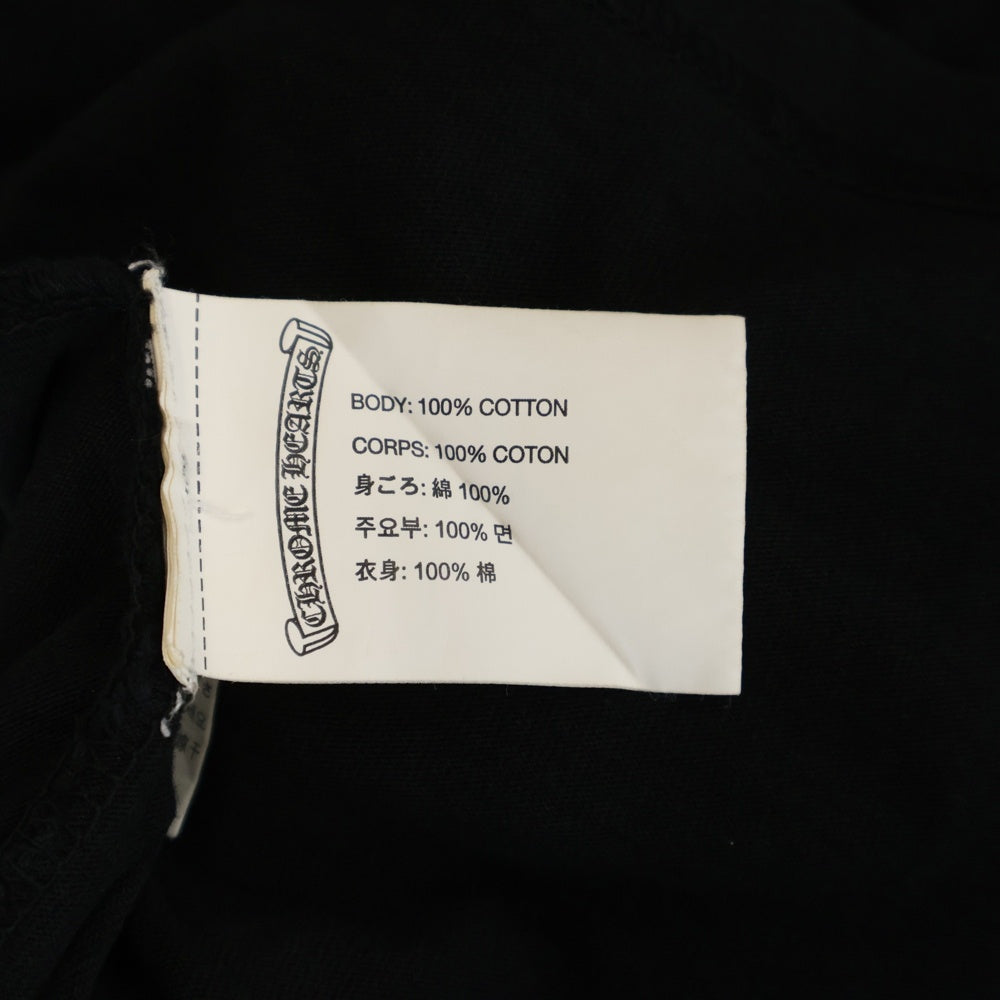 CHROME HEARTS
BODY: 100% COTTON
CORPS: 100% COTON
身ごろ: 綿 100%
주요부: 100% 면
衣身: 100% 棉